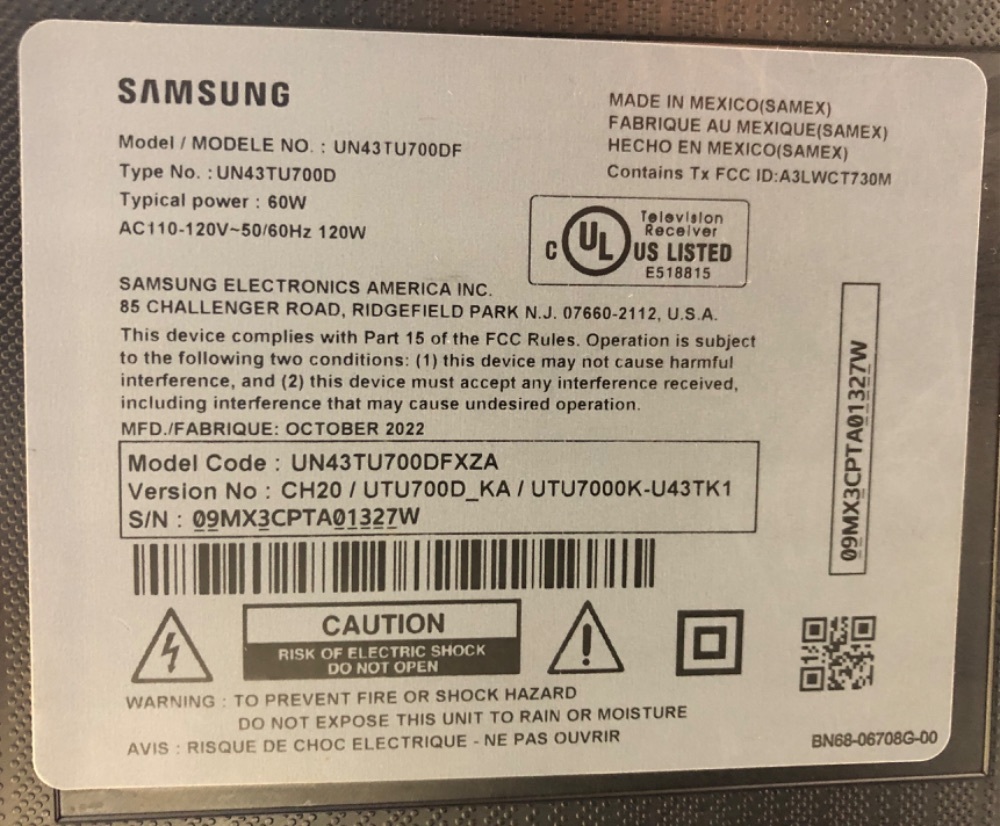 SAMSUNG
Model / MODELE NO. : UN43TU700DF
Type No. : UN43TU700D
Typical power : 60W
AC110-120V~50/60Hz 120W
MADE IN MEXICO(SAMEX)
FABRIQUE AU MEXIQUE(SAMEX)
HECHO EN MEXICO(SAMEX)
Contains Tx FCC ID:A3LWCT730M
Television
Receiver
C UL US LISTED
E518815
SAMSUNG ELECTRONICS AMERICA INC.
85 CHALLENGER ROAD, RIDGEFIELD PARK N.J. 07660-2112, U.S.A.
This device complies with Part 15 of the FCC Rules. Operation is subject
to the following two conditions: (1) this device may not cause harmful
interference, and (2) this device must accept any interference received,
including interference that may cause undesired operation.
MFD./FABRIQUE: OCTOBER 2022
Model Code : UN43TU700DFXZA
Version No : CH20 / UTU700D_KA / UTU7000K-U43TK1
S/N : 09MX3CPTA01327W
09MX3CPTA01327W
CAUTION
RISK OF ELECTRIC SHOCK
DO NOT OPEN
WARNING : TO PREVENT FIRE OR SHOCK HAZARD
DO NOT EXPOSE THIS UNIT TO RAIN OR MOISTURE
AVIS : RISQUE DE CHOC ELECTRIQUE - NE PAS OUVRIR
BN68-06708G-00